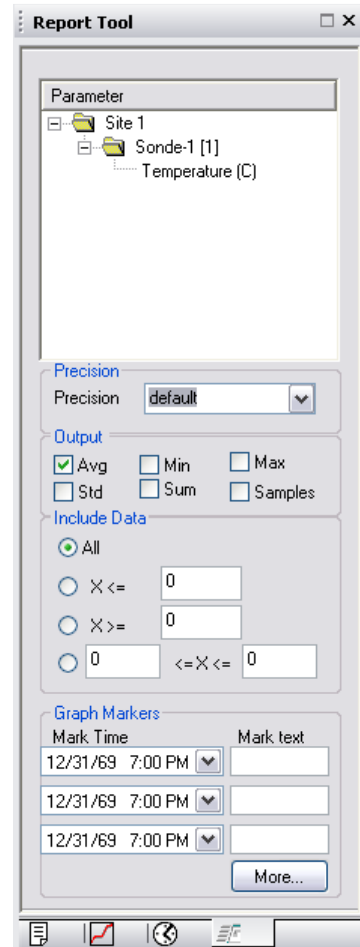 Report Tool
Parameter
Site 1
Sonde-1 [1]
Temperature (C)
Precision
Precision default
Output
Avg Min Max
Std Sum Samples
Include Data
All
X <= 0
X >= 0
0 <=X <= 0
Graph Markers
Mark Time Mark text
12/31/69 7:00 PM
12/31/69 7:00 PM
12/31/69 7:00 PM
More...